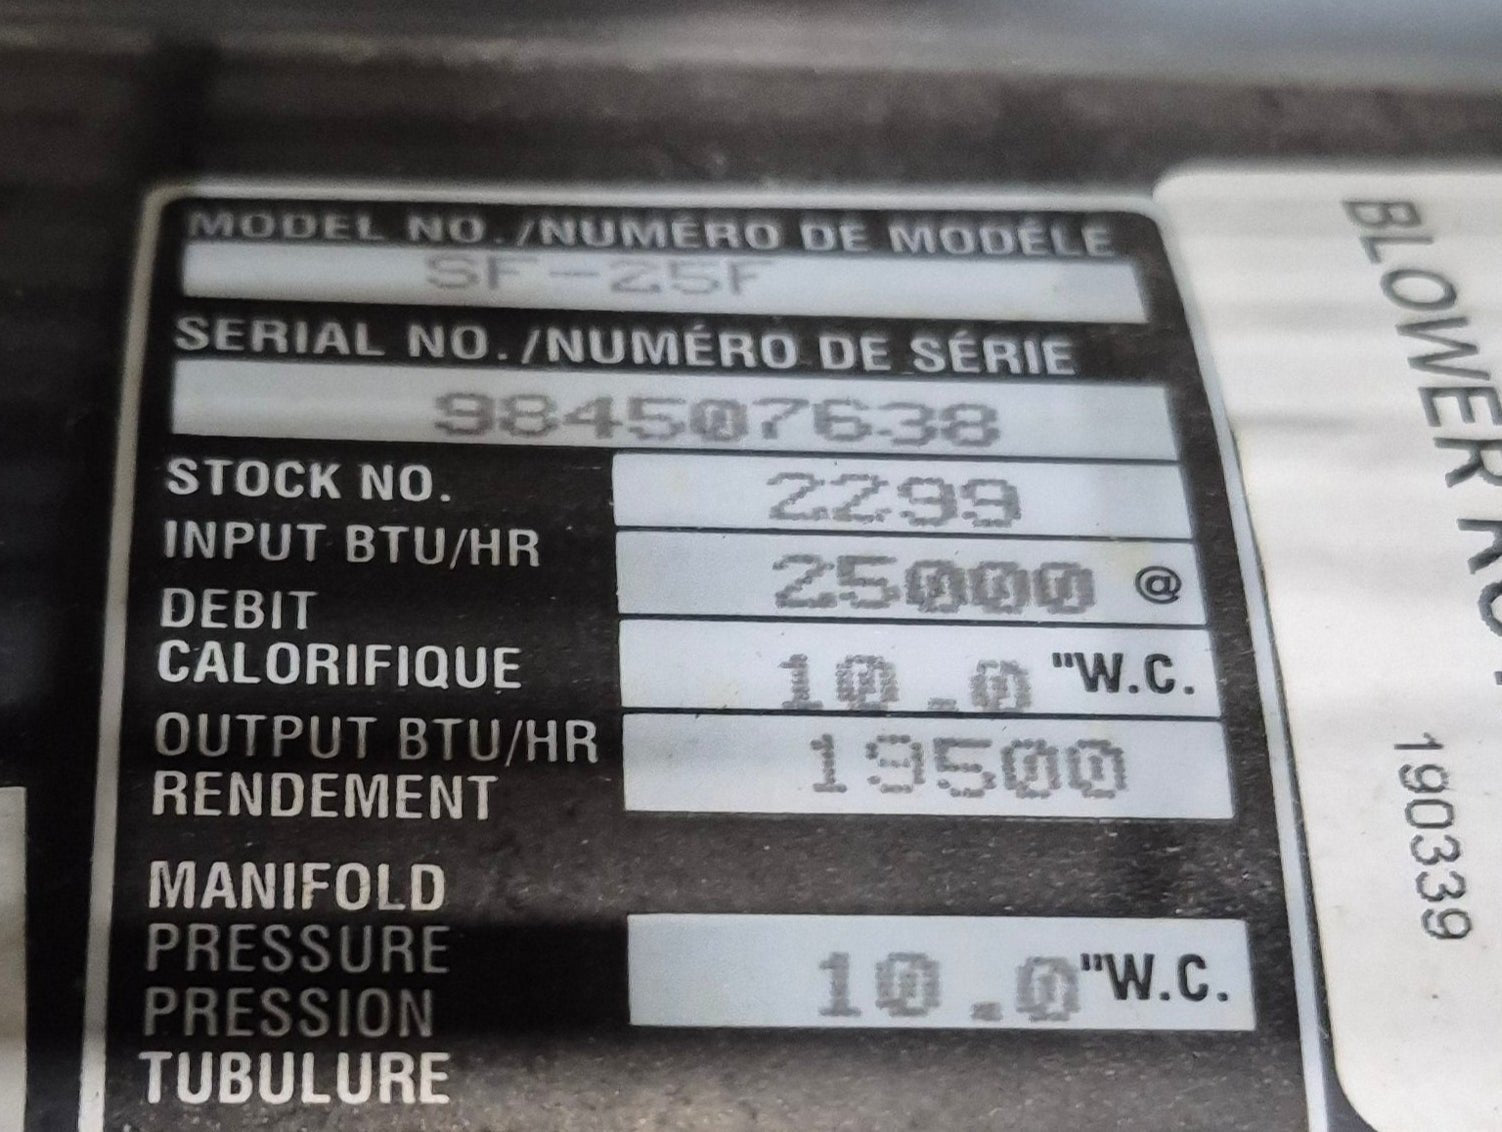 MODEL NO./NUMÉRO DE MODÉLE
SF-25F
SERIAL NO./NUMÉRO DE SÉRIE
984507638
STOCK NO. 2299
INPUT BTU/HR 25000 @
DEBIT
CALORIFIQUE 10.0 "W.C.
OUTPUT BTU/HR 19500
RENDEMENT
MANIFOLD
PRESSURE 10.0 "W.C.
PRESSION
TUBULURE
BLOWER
190339